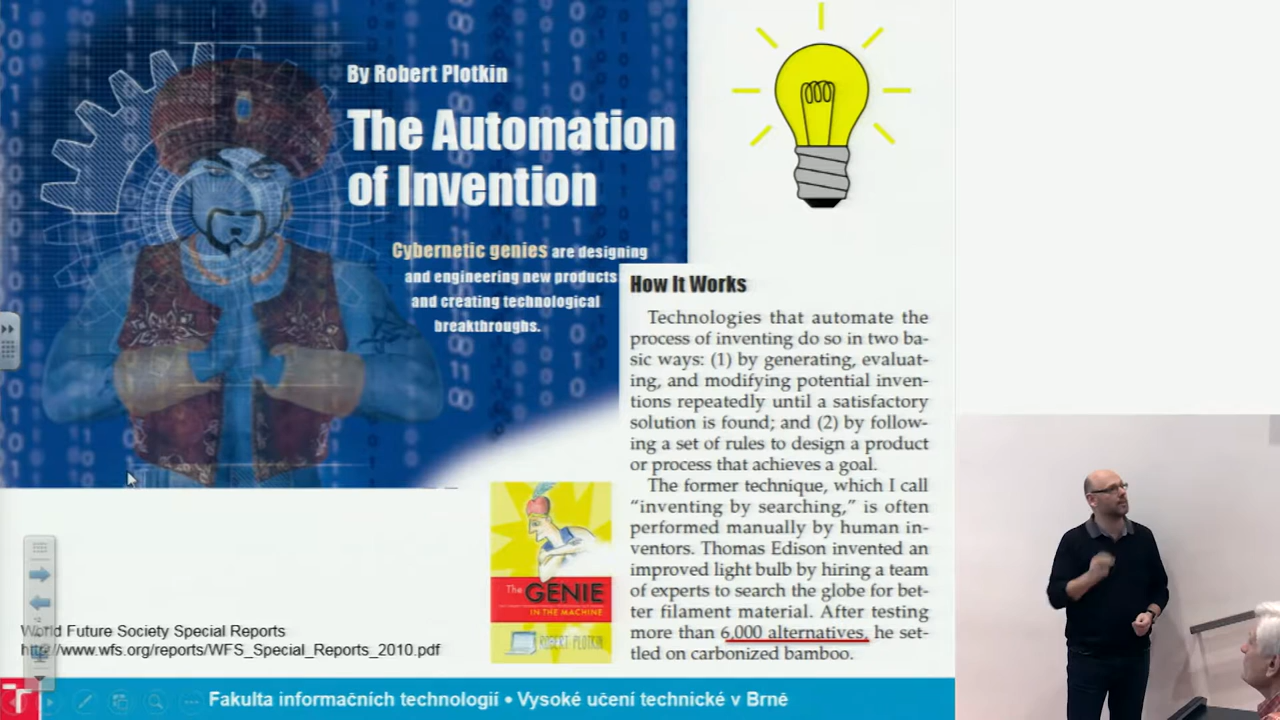 By Robert Plotkin
The Automation
of Invention
Cybernetic genies are designing
and engineering new products
and creating technological
breakthroughs.
How It Works
Technologies that automate the
process of inventing do so in two ba-
sic ways: (1) by generating, evaluat-
ing, and modifying potential inven-
tions repeatedly until a satisfactory
solution is found; and (2) by follow-
ing a set of rules to design a product
or process that achieves a goal.
The former technique, which I call
“inventing by searching,” is often
performed manually by human in-
ventors. Thomas Edison invented an
improved light bulb by hiring a team
of experts to search the globe for bet-
ter filament material. After testing
more than 6,000 alternatives, he set-
tled on carbonized bamboo.
The
GENIE
IN THE MACHINE
ROBERT PLOTKIN
World Future Society Special Reports
http://www.wfs.org/reports/WFS_Special_Reports_2010.pdf
Fakulta informačních technologií • Vysoké učení technické v Brně